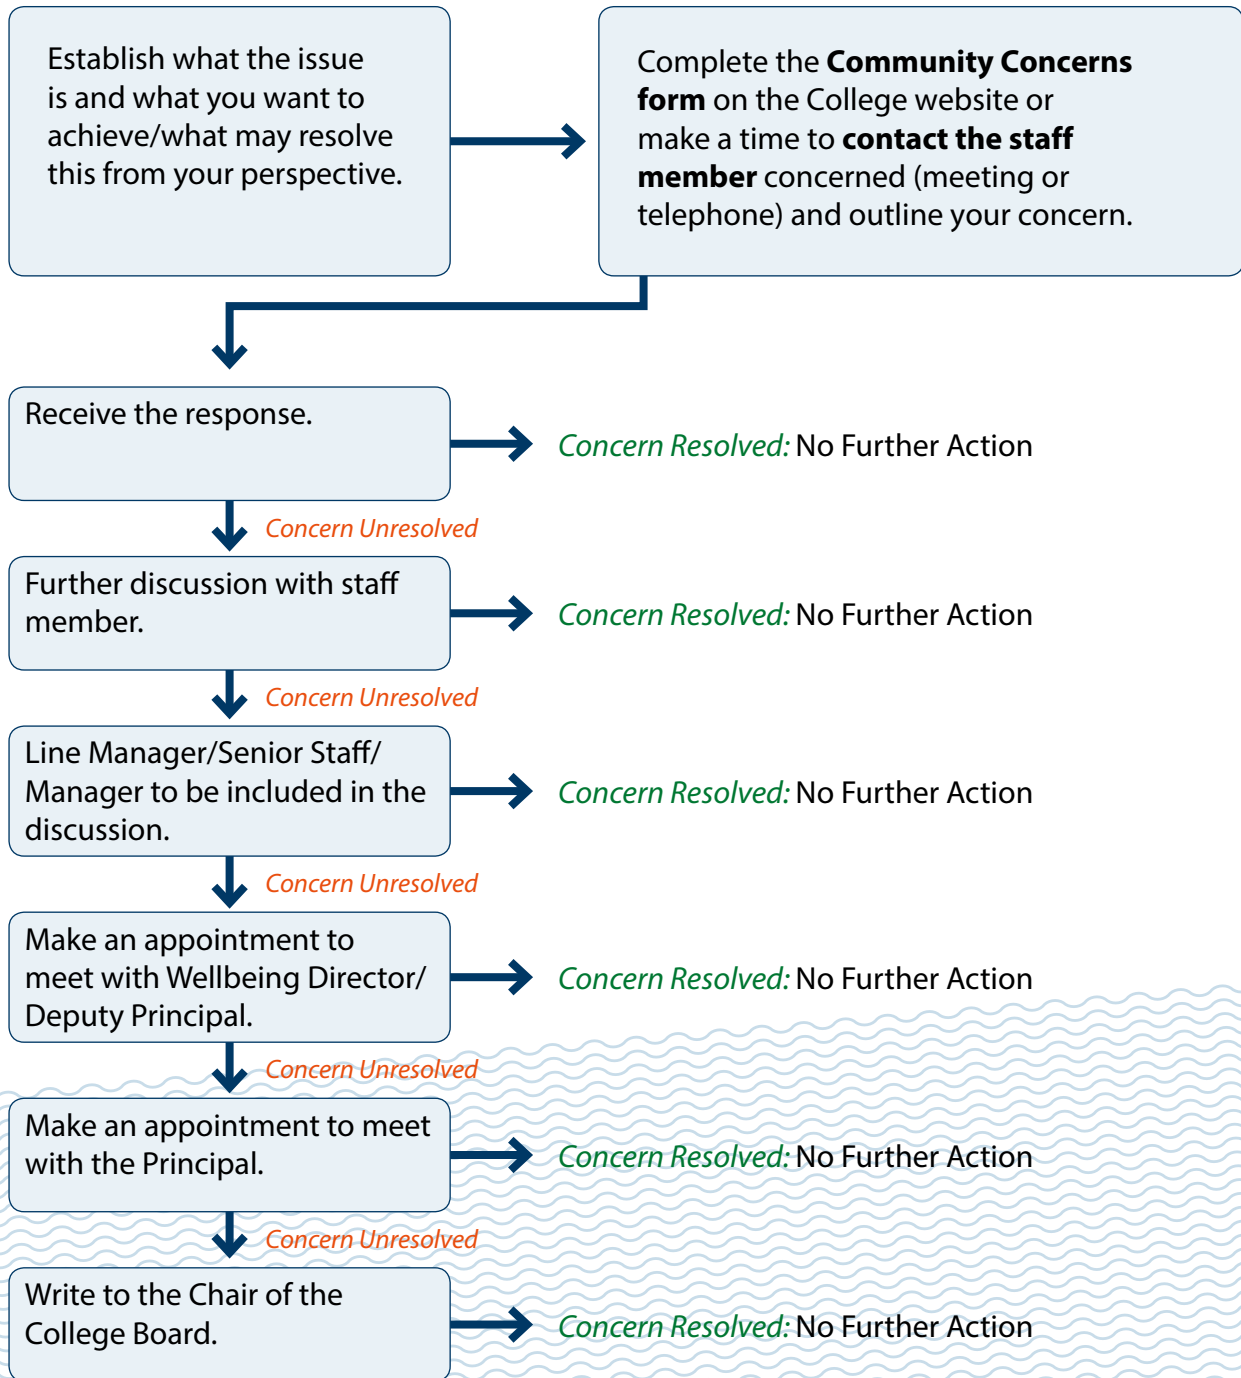 Establish what the issue
is and what you want to
achieve/what may resolve
this from your perspective.
Complete the Community Concerns
form on the College website or
make a time to contact the staff
member concerned (meeting or
telephone) and outline your concern.
Receive the response.
Concern Resolved: No Further Action
Concern Unresolved
Further discussion with staff
member.
Concern Resolved: No Further Action
Concern Unresolved
Line Manager/Senior Staff/
Manager to be included in the
discussion.
Concern Resolved: No Further Action
Concern Unresolved
Make an appointment to
meet with Wellbeing Director/
Deputy Principal.
Concern Resolved: No Further Action
Concern Unresolved
Make an appointment to meet
with the Principal.
Concern Resolved: No Further Action
Concern Unresolved
Write to the Chair of the
College Board.
Concern Resolved: No Further Action